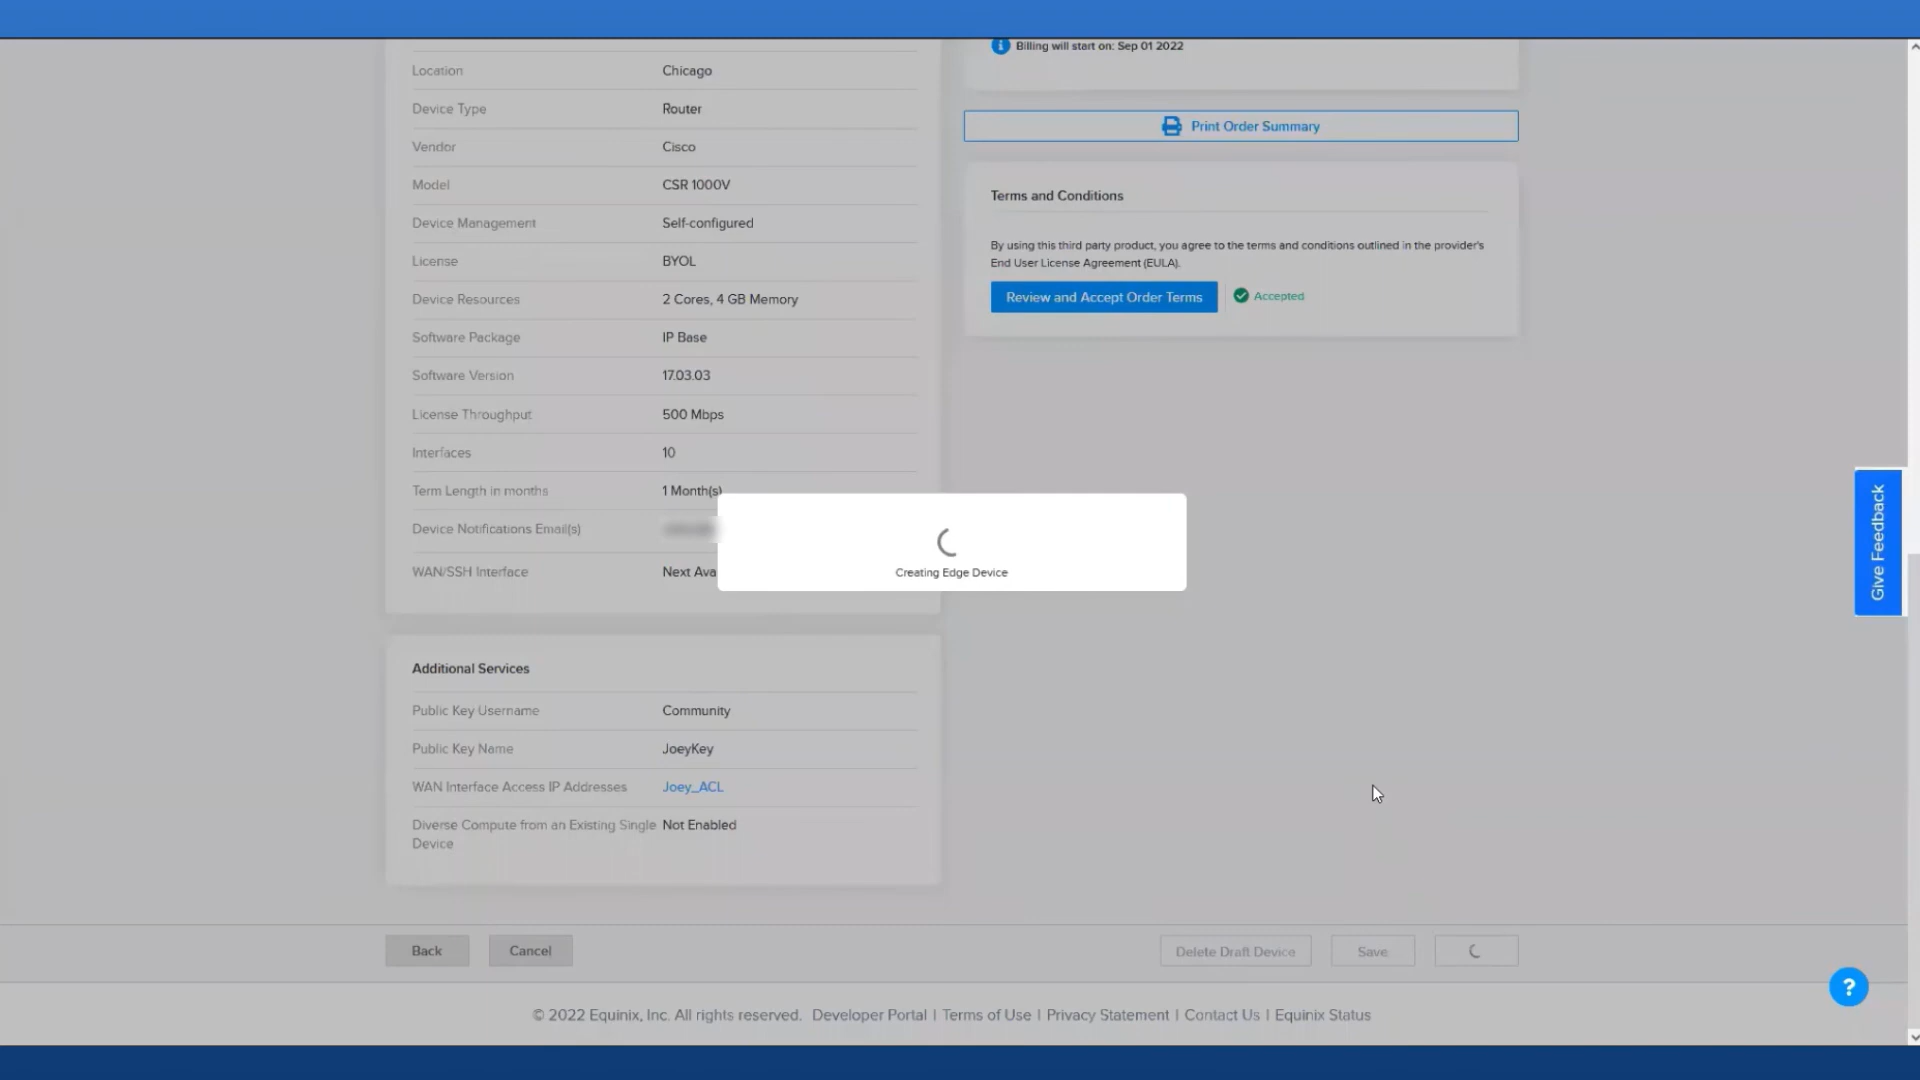 Billing will start on: Sep 01 2022
Location Chicago
Device Type Router
Vendor Cisco
Model CSR 1000V
Device Management Self-configured
License BYOL
Device Resources 2 Cores, 4 GB Memory
Software Package IP Base
Software Version 17.03.03
License Throughput 500 Mbps
Interfaces 10
Term Length in months 1 Month(s)
Device Notifications Email(s)
WAN/SSH Interface Next Ava
Print Order Summary
Terms and Conditions
By using this third party product, you agree to the terms and conditions outlined in the provider's
End User License Agreement (EULA).
Review and Accept Order Terms Accepted
Creating Edge Device
Give Feedback
Additional Services
Public Key Username Community
Public Key Name JoeyKey
WAN Interface Access IP Addresses Joey_ACL
Diverse Compute from an Existing Single Not Enabled
Device
Back Cancel Delete Draft Device Save
?
© 2022 Equinix, Inc. All rights reserved. Developer Portal | Terms of Use | Privacy Statement | Contact Us | Equinix Status